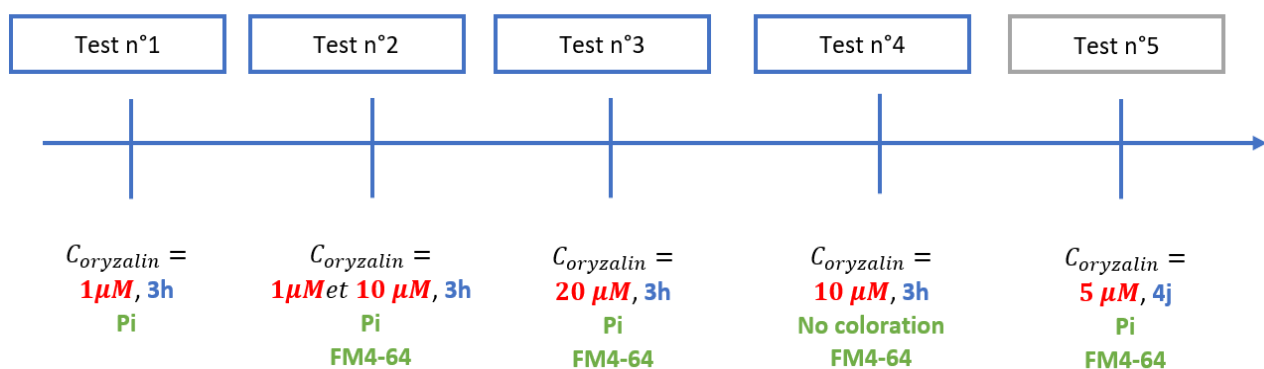 Test n°1
Test n°2
Test n°3
Test n°4
Test n°5
C_oryzalin =
1μM, 3h
Pi
C_oryzalin =
1μMet 10 μM, 3h
Pi
FM4-64
C_oryzalin =
20 μM, 3h
Pi
FM4-64
C_oryzalin =
10 μM, 3h
No coloration
FM4-64
C_oryzalin =
5 μM, 4j
Pi
FM4-64